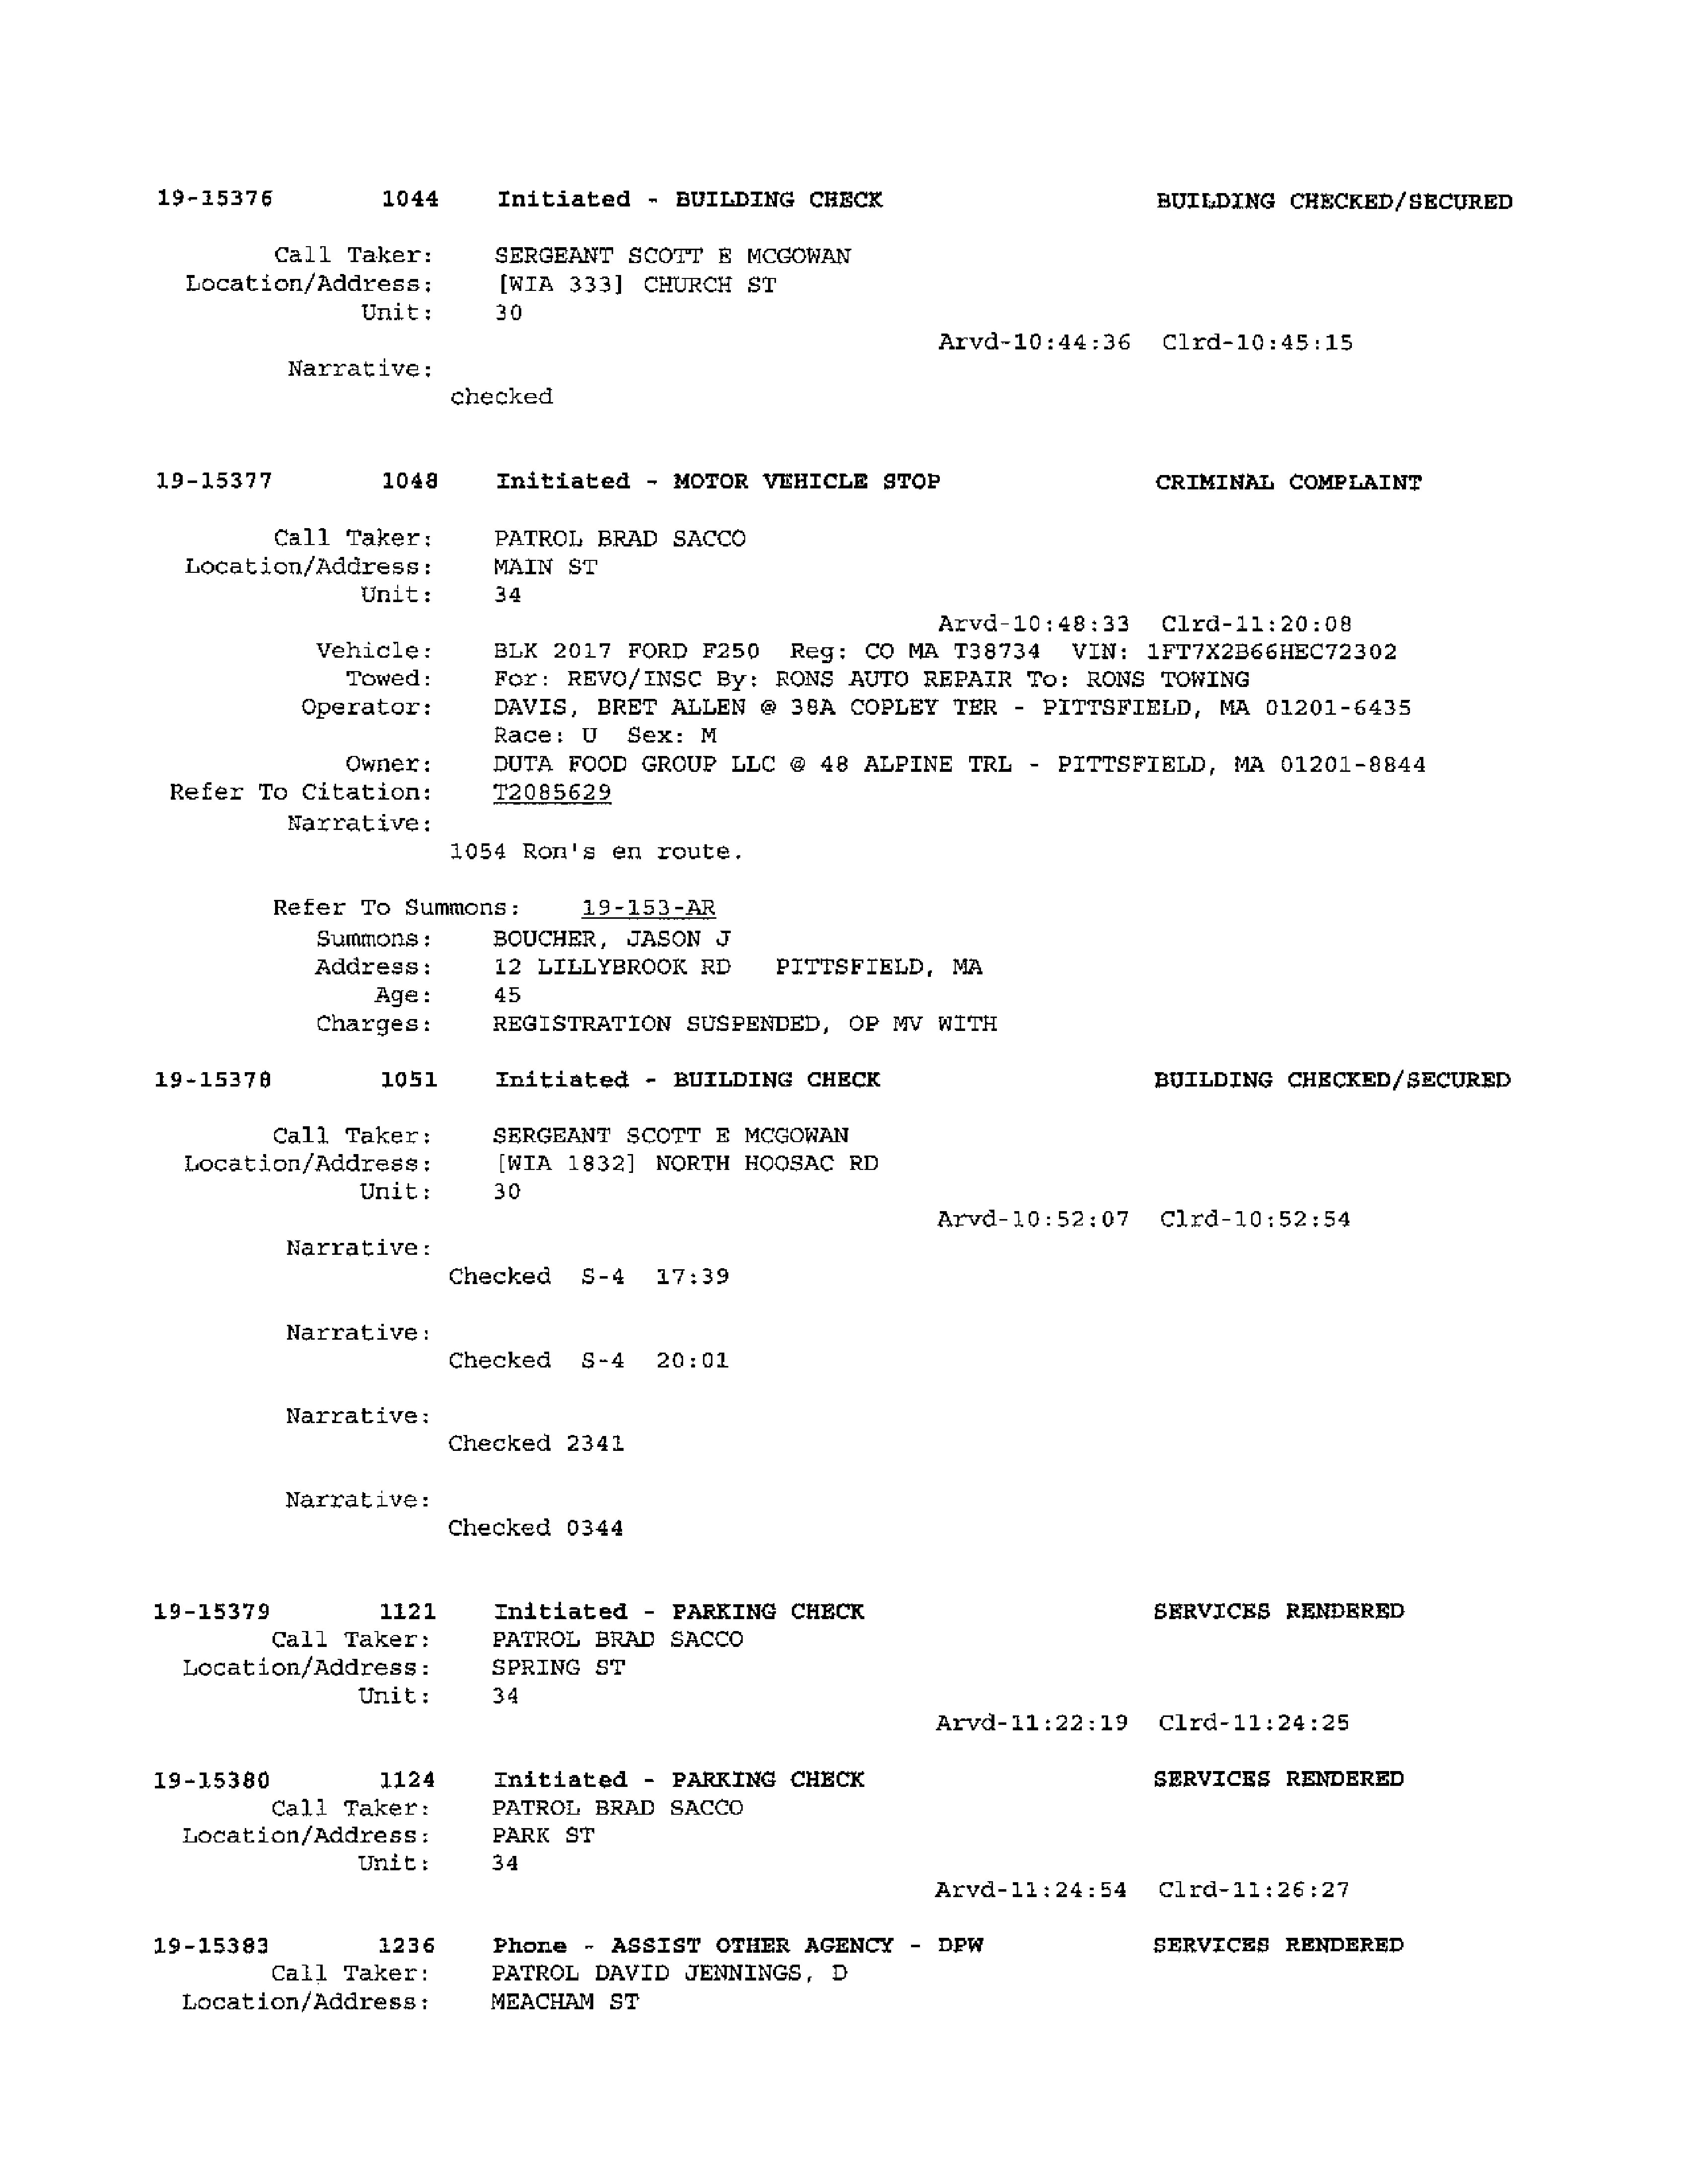 19-15376 1044 Initiated - BUILDING CHECK BUILDING CHECKED/SECURED
Call Taker: SERGEANT SCOTT E MCGOWAN
Location/Address: [WIA 333] CHURCH ST
Unit: 30
Arvd-10:44:36 Clrd-10:45:15
Narrative:
checked
19-15377 1048 Initiated - MOTOR VEHICLE STOP CRIMINAL COMPLAINT
Call Taker: PATROL BRAD SACCO
Location/Address: MAIN ST
Unit: 34
Arvd-10:48:33 Clrd-11:20:08
Vehicle: BLK 2017 FORD F250 Reg: CO MA T38734 VIN: 1FT7X2B66HEC72302
Towed: For: REVO/INSC By: RONS AUTO REPAIR To: RONS TOWING
Operator: DAVIS, BRET ALLEN @ 38A COPLEY TER - PITTSFIELD, MA 01201-6435
Race: U Sex: M
Owner: DUTA FOOD GROUP LLC @ 48 ALPINE TRL - PITTSFIELD, MA 01201-8844
Refer To Citation: T2085629
Narrative:
1054 Ron's en route.
Refer To Summons: 19-153-AR
Summons: BOUCHER, JASON J
Address: 12 LILLYBROOK RD PITTSFIELD, MA
Age: 45
Charges: REGISTRATION SUSPENDED, OP MV WITH
19-15378 1051 Initiated - BUILDING CHECK BUILDING CHECKED/SECURED
Call Taker: SERGEANT SCOTT E MCGOWAN
Location/Address: [WIA 1832] NORTH HOOSAC RD
Unit: 30
Arvd-10:52:07 Clrd-10:52:54
Narrative:
Checked S-4 17:39
Narrative:
Checked S-4 20:01
Narrative:
Checked 2341
Narrative:
Checked 0344
19-15379 1121 Initiated - PARKING CHECK SERVICES RENDERED
Call Taker: PATROL BRAD SACCO
Location/Address: SPRING ST
Unit: 34
Arvd-11:22:19 Clrd-11:24:25
19-15380 1124 Initiated - PARKING CHECK SERVICES RENDERED
Call Taker: PATROL BRAD SACCO
Location/Address: PARK ST
Unit: 34
Arvd-11:24:54 Clrd-11:26:27
19-15383 1236 Phone - ASSIST OTHER AGENCY - DPW SERVICES RENDERED
Call Taker: PATROL DAVID JENNINGS, D
Location/Address: MEACHAM ST